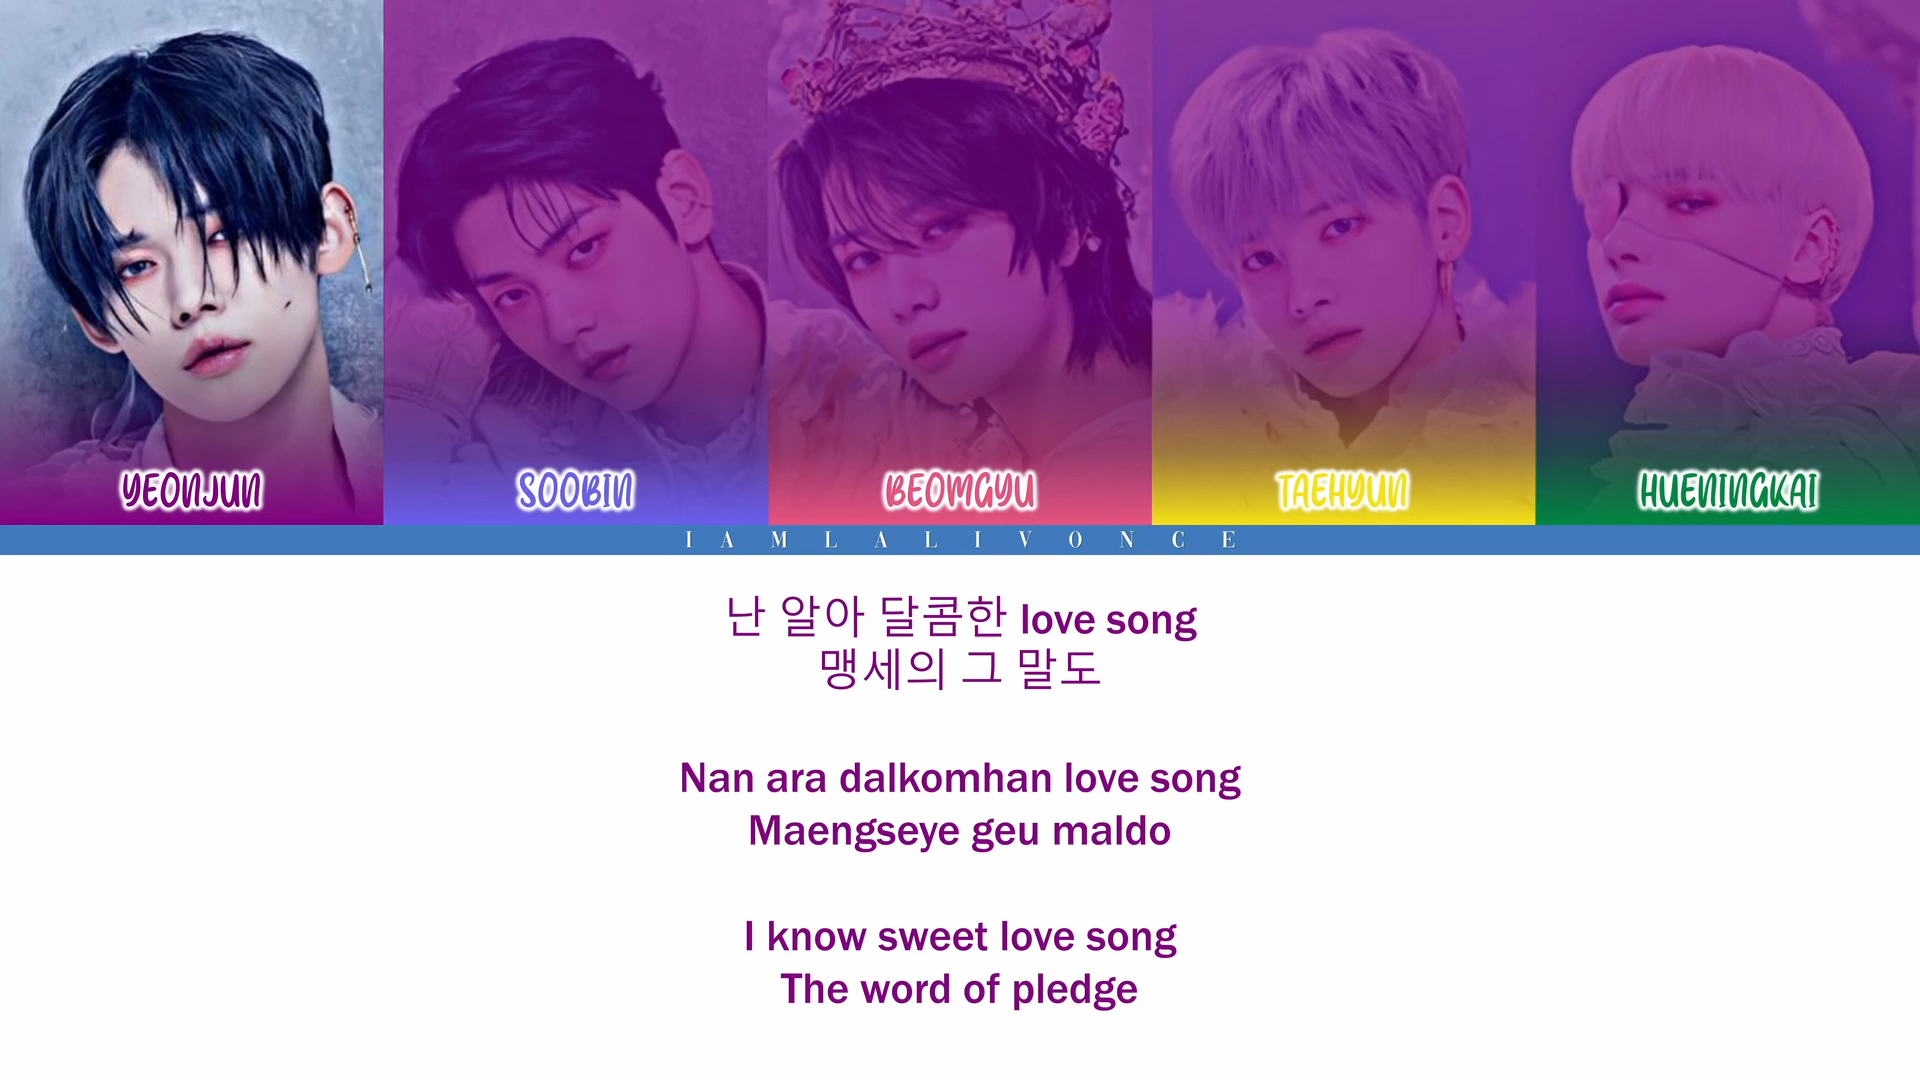 YEONJUN
SOOBIN
BEOMGYU
TAEHYUN
HUENINGKAI
IAMLALIVONCE
난 알아 달콤한 love song
맹세의 그 말도
Nan ara dalkomhan love song
Maengseye geu maldo
I know sweet love song
The word of pledge